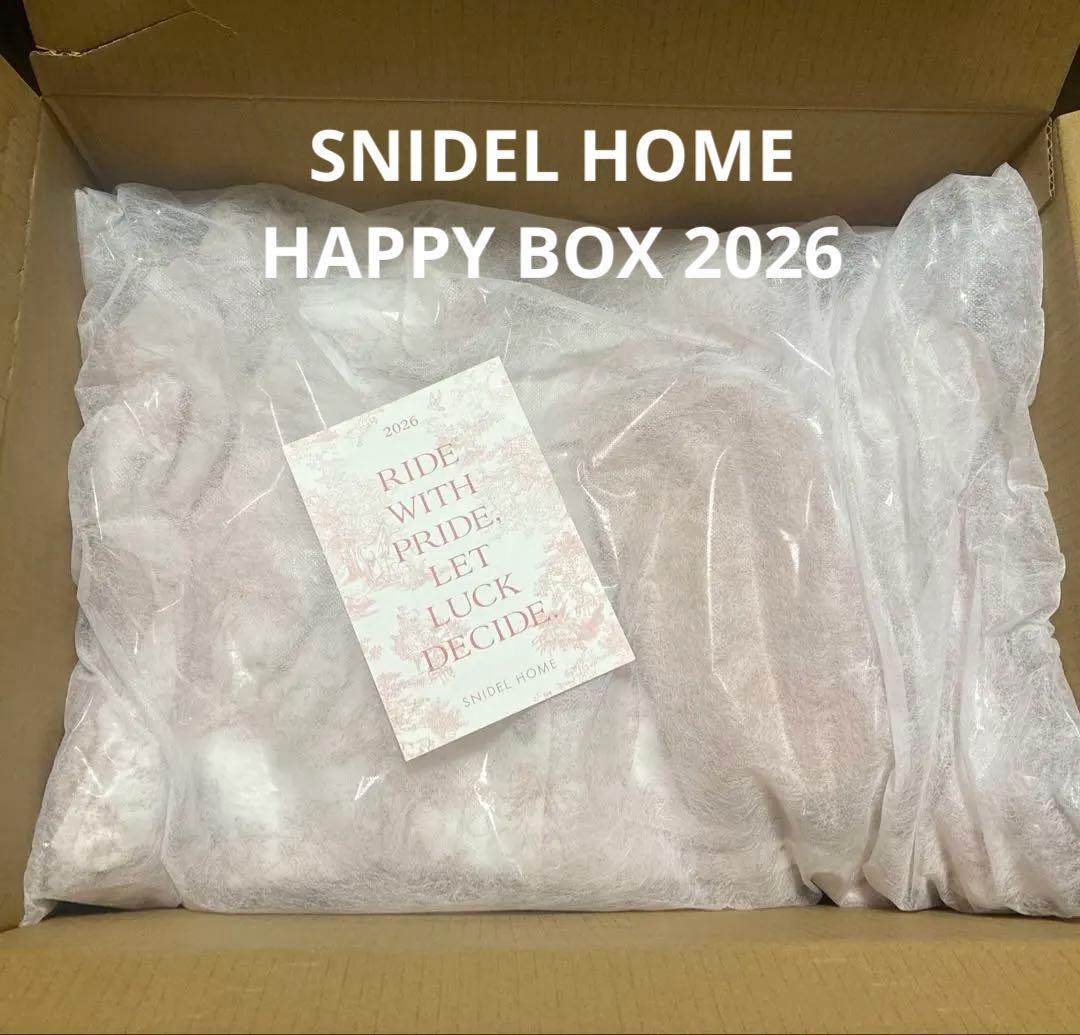 SNIDEL HOME
HAPPY BOX 2026
2026
RIDE
WITH
PRIDE,
LET
LUCK
DECIDE.
SNIDEL HOME